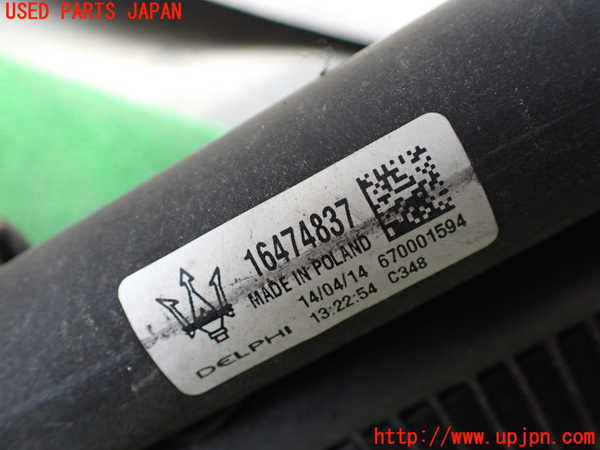 USED PARTS JAPAN
16474837
MADE IN POLAND
14/04/14 670001594
13:22:54 C348
DELPHI
http://www.upjpn.com/